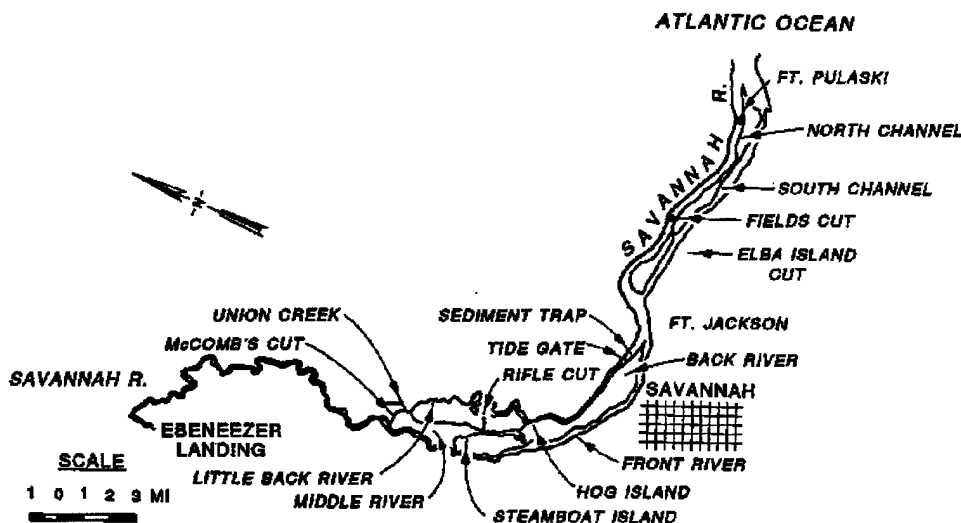 ATLANTIC OCEAN
FT. PULASKI
SAVANNAH R.
NORTH CHANNEL
SOUTH CHANNEL
FIELDS CUT
ELBA ISLAND
CUT
N
UNION CREEK
SEDIMENT TRAP
FT. JACKSON
McCOMB'S CUT
TIDE GATE
BACK RIVER
RIFLE CUT
SAVANNAH R.
SAVANNAH
EBENEEZER
LANDING
SCALE
LITTLE BACK RIVER
FRONT RIVER
MIDDLE RIVER
HOG ISLAND
1 0 1 2 3 MI
STEAMBOAT ISLAND